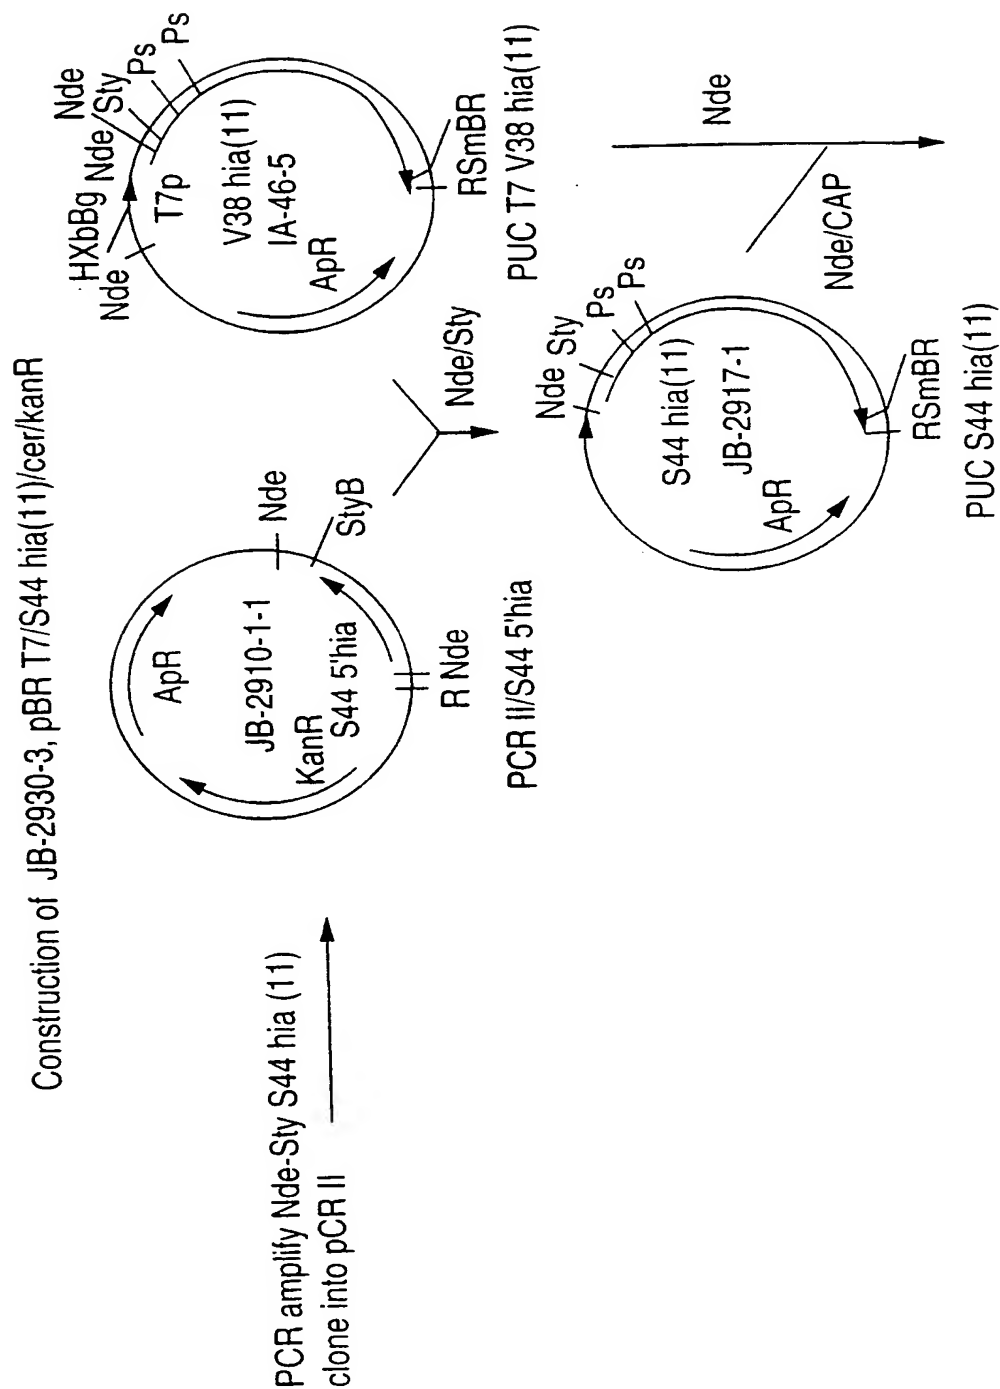 Construction of JB-2930-3, pBR T7/S44 hia(11)/cer/kanR
PCR amplify Nde-Sty S44 hia (11)
clone into pCR II
ApR
JB-2910-1-1
KanR
S44 5'hia
Nde
StyB
R Nde
PCR II/S44 5'hia
Nde
HXbBg
Nde
Nde
Sty
Ps
Ps
T7p
V38 hia(11)
IA-46-5
ApR
RSmBR
PUC T7 V38 hia(11)
Nde/Sty
Nde
Sty
Ps
Ps
S44 hia(11)
JB-2917-1
ApR
RSmBR
PUC S44 hia(11)
Nde/CAP
Nde